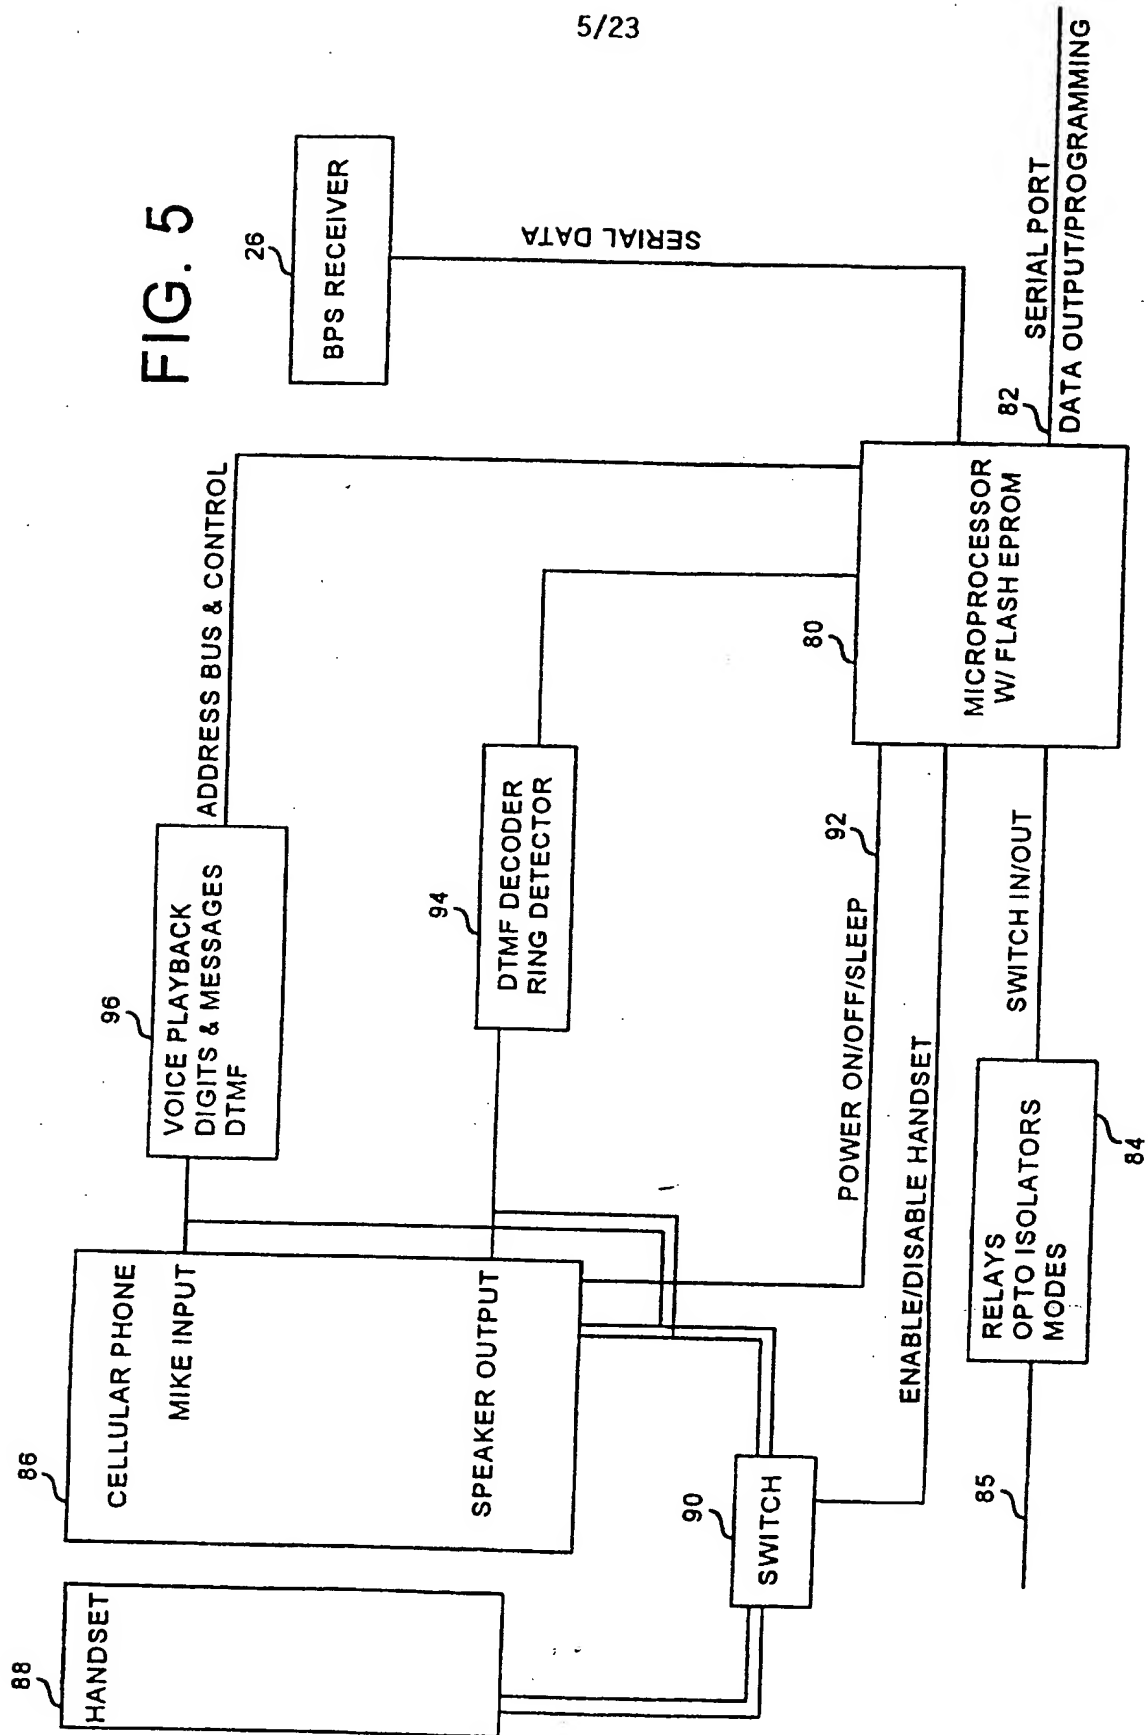 5/23
FIG. 5
88
HANDSET
86
CELLULAR PHONE
MIKE INPUT
SPEAKER OUTPUT
90
SWITCH
96
VOICE PLAYBACK
DIGITS & MESSAGES
DTMF
ADDRESS BUS & CONTROL
94
DTMF DECODER
RING DETECTOR
26
BPS RECEIVER
SERIAL DATA
POWER ON/OFF/SLEEP
92
ENABLE/DISABLE HANDSET
80
MICROPROCESSOR
W/ FLASH EPROM
82
SERIAL PORT
DATA OUTPUT/PROGRAMMING
85
RELAYS
OPTO ISOLATORS
MODES
84
SWITCH IN/OUT